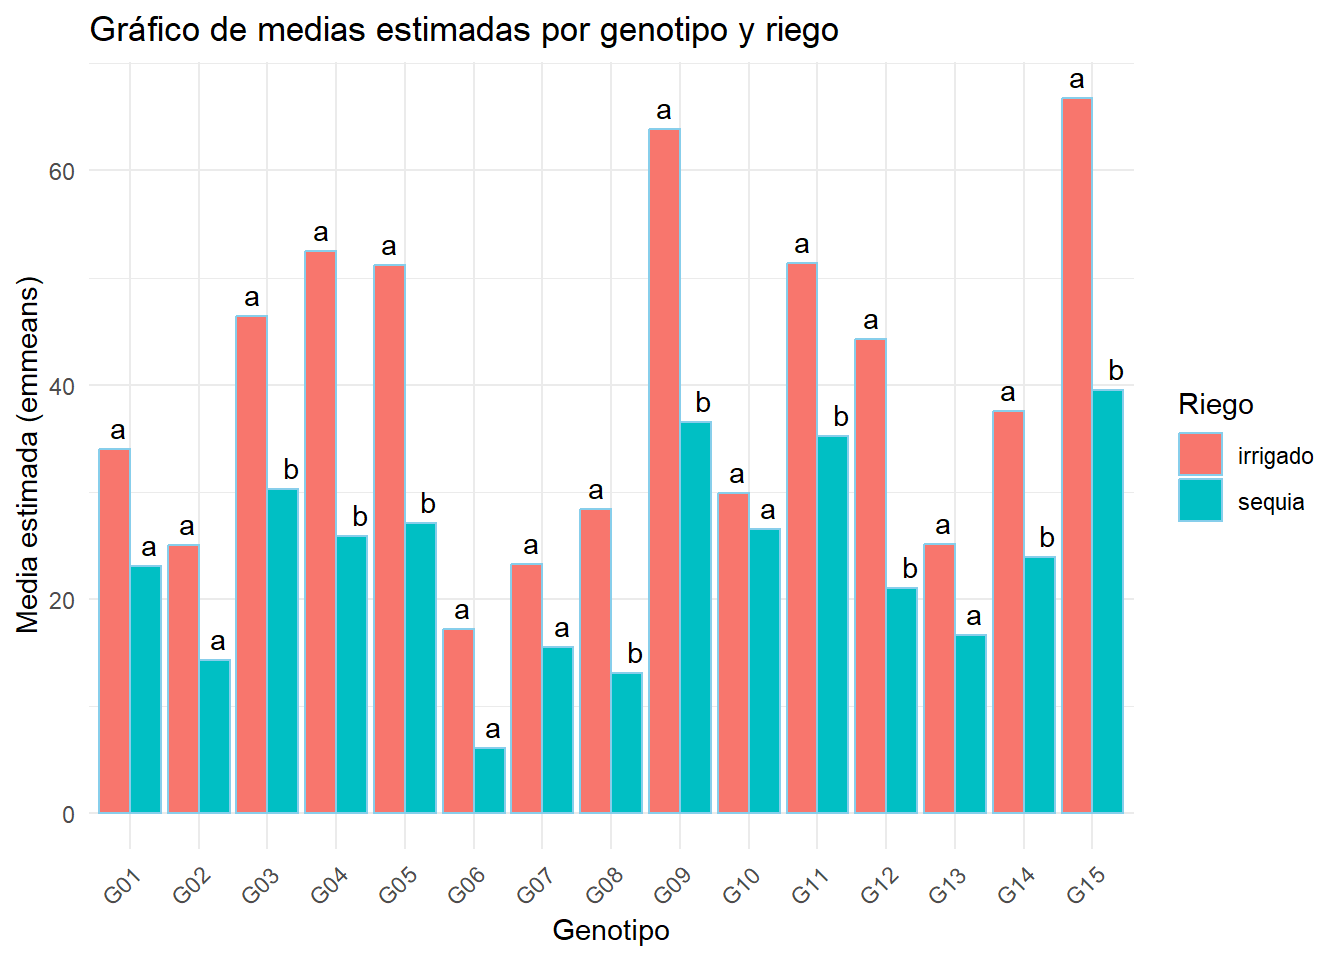 Gráfico de medias estimadas por genotipo y riego
Media estimada (emmeans)
60
40
20
0
a a
a a
a b
a b
a b
a a
a a
a b
a b
a a
a b
a b
a a
a b
a b
G01 G02 G03 G04 G05 G06 G07 G08 G09 G10 G11 G12 G13 G14 G15
Genotipo
Riego
irrigado
sequia